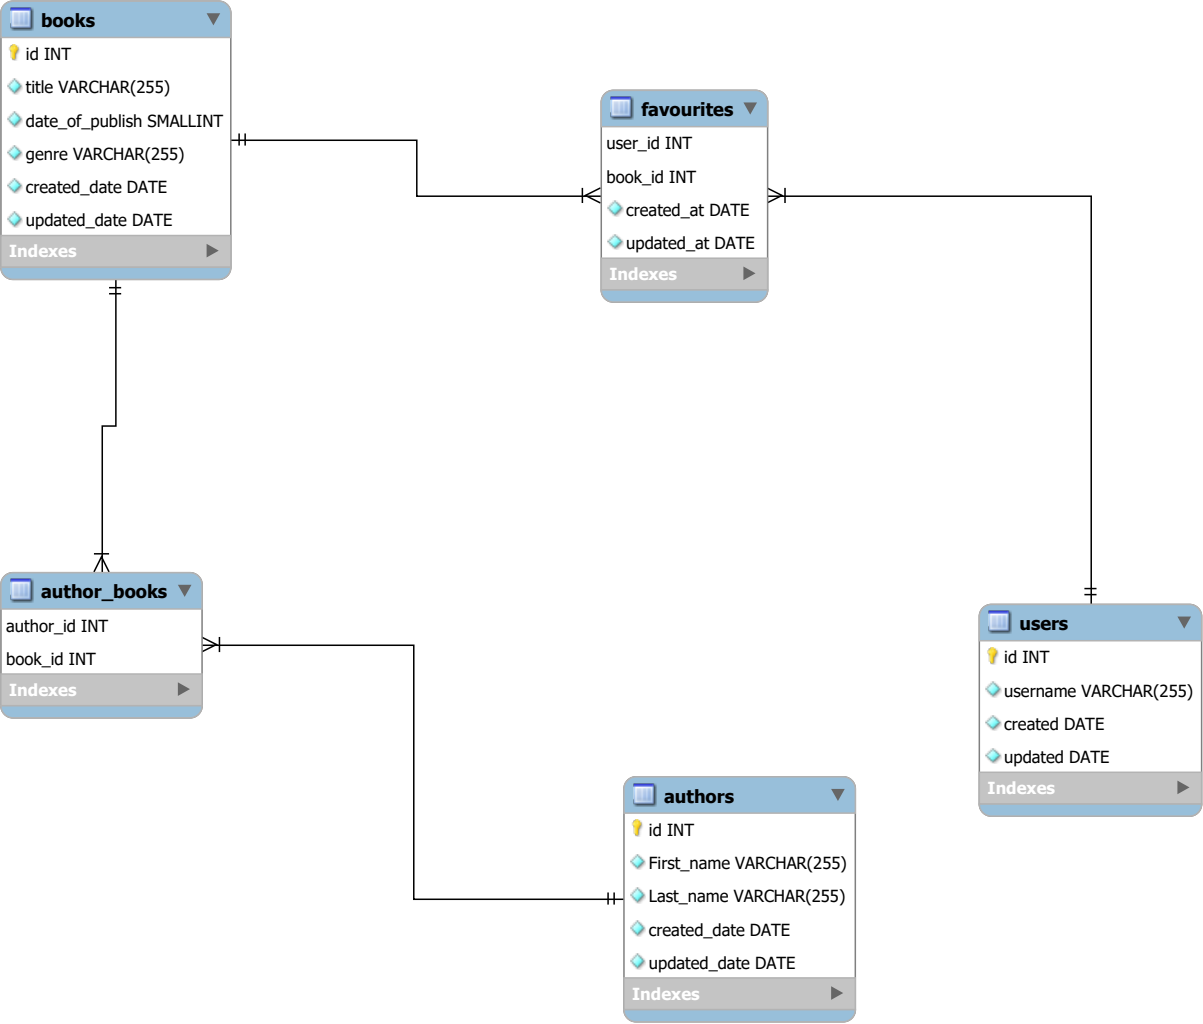 books
id INT
title VARCHAR(255)
date_of_publish SMALLINT
genre VARCHAR(255)
created_date DATE
updated_date DATE
Indexes
favourites
user_id INT
book_id INT
created_at DATE
updated_at DATE
Indexes
author_books
author_id INT
book_id INT
Indexes
users
id INT
username VARCHAR(255)
created DATE
updated DATE
Indexes
authors
id INT
First_name VARCHAR(255)
Last_name VARCHAR(255)
created_date DATE
updated_date DATE
Indexes